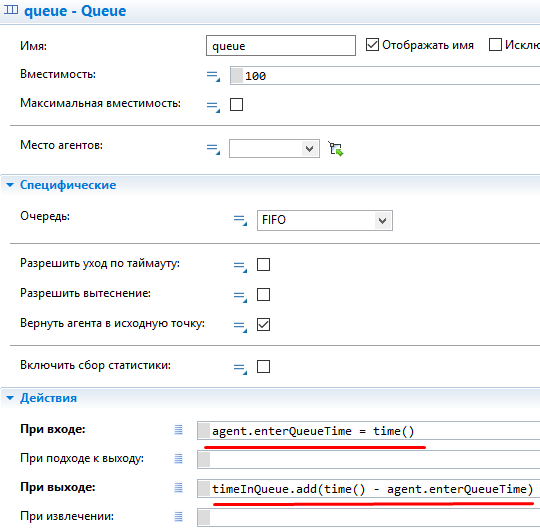 queue - Queue
Имя: queue Отображать имя Исклю
Вместимость: 100
Максимальная вместимость:
Место агентов:
Специфические
Очередь: FIFO
Разрешить уход по таймауту:
Разрешить вытеснение:
Вернуть агента в исходную точку:
Включить сбор статистики:
Действия
При входе: agent.enterQueueTime = time()
При подходе к выходу:
При выходе: timeInQueue.add(time() - agent.enterQueueTime)
При извлечении: